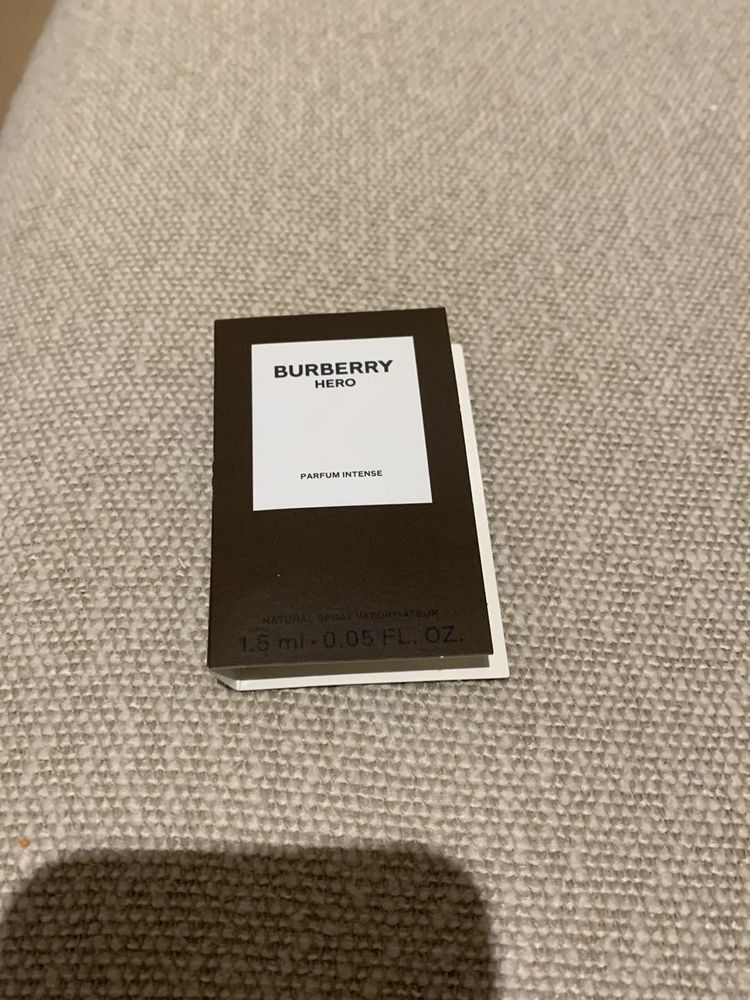 BURBERRY
HERO
PARFUM INTENSE
NATURAL SPRAY VAPORISATEUR
1.5 ml - 0.05 FL. OZ.